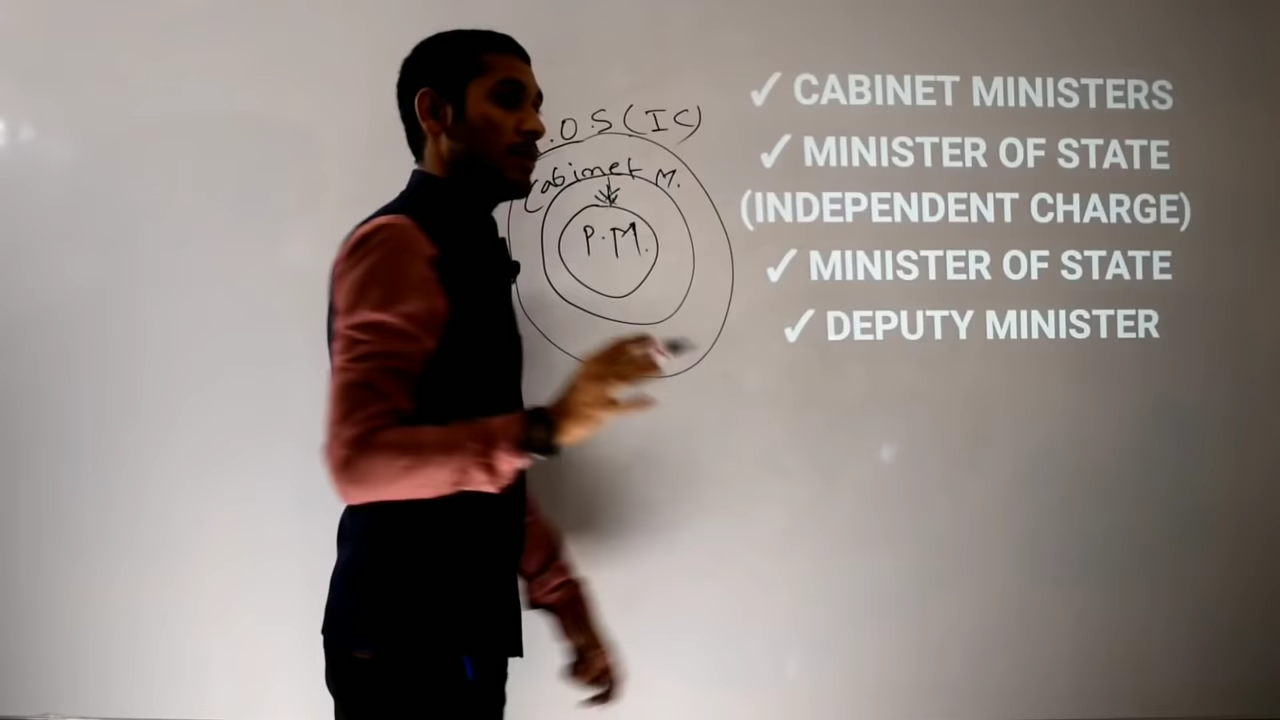 .O.S (IC)
Cabinet M.
P.M.
✓ CABINET MINISTERS
✓ MINISTER OF STATE
(INDEPENDENT CHARGE)
✓ MINISTER OF STATE
✓ DEPUTY MINISTER